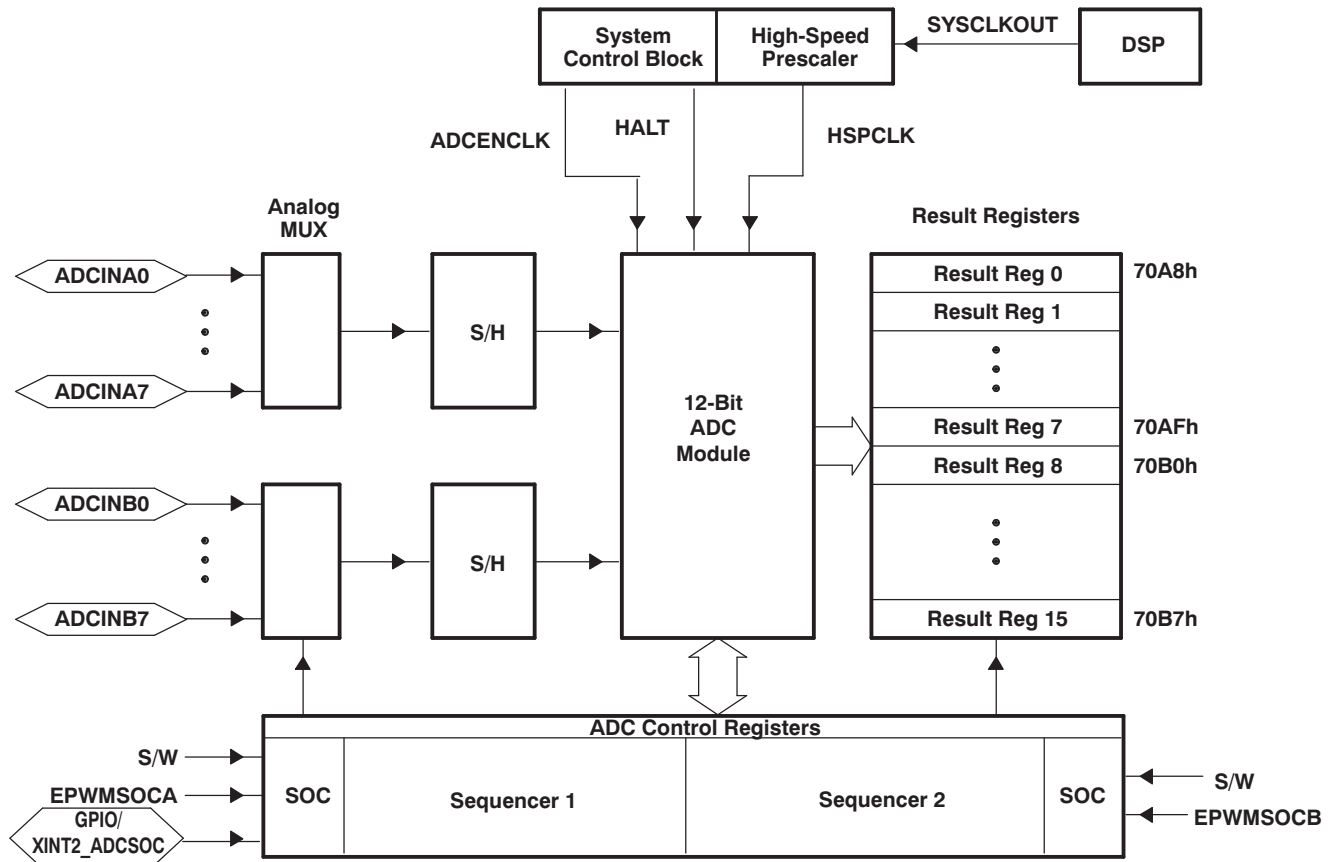 System
Control Block
High-Speed
Prescaler
SYSCLKOUT
DSP
ADCENCLK
HALT
HSPCLK
Analog
MUX
Result Registers
ADCINA0
ADCINA7
S/H
12-Bit
ADC
Module
Result Reg 0
70A8h
Result Reg 1
Result Reg 7
70AFh
Result Reg 8
70B0h
ADCINB0
ADCINB7
S/H
Result Reg 15
70B7h
ADC Control Registers
S/W
EPWMSOCA
GPIO/
XINT2_ADCSOC
SOC
Sequencer 1
Sequencer 2
SOC
S/W
EPWMSOCB